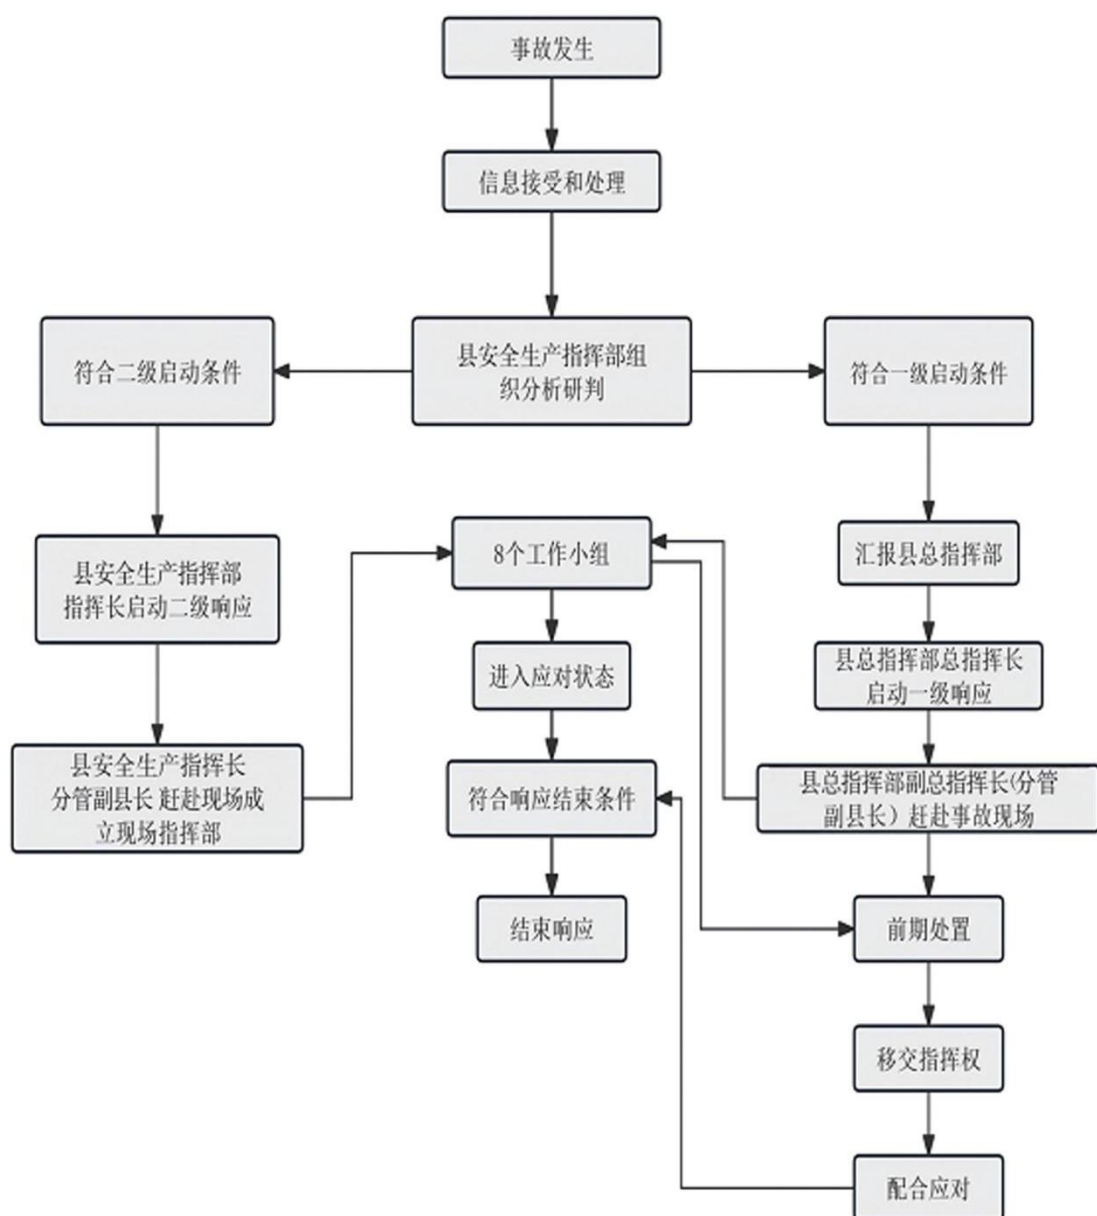 事故发生
信息接受和处理
县安全生产指挥部组
织分析研判
符合二级启动条件
符合一级启动条件
县安全生产指挥部
指挥长启动二级响应
8个工作小组
汇报县总指挥部
进入应对状态
县总指挥部总指挥长
启动一级响应
县安全生产指挥长
分管副县长 赶赴现场成
立现场指挥部
符合响应结束条件
县总指挥部副总指挥长(分管
副县长）赶赴事故现场
结束响应
前期处置
移交指挥权
配合应对